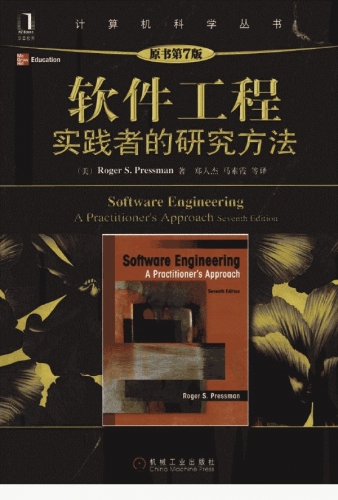 计算机科学丛书
原书第7版
Education
软件工程
实践者的研究方法
(美) Roger S. Pressman 著 郑人杰 马素霞 等译
Software Engineering
A Practitioner's Approach Seventh Edition
Software Engineering
A Practitioner's Approach
Seventh Edition
Roger S. Pressman
机械工业出版社
China Machine Press